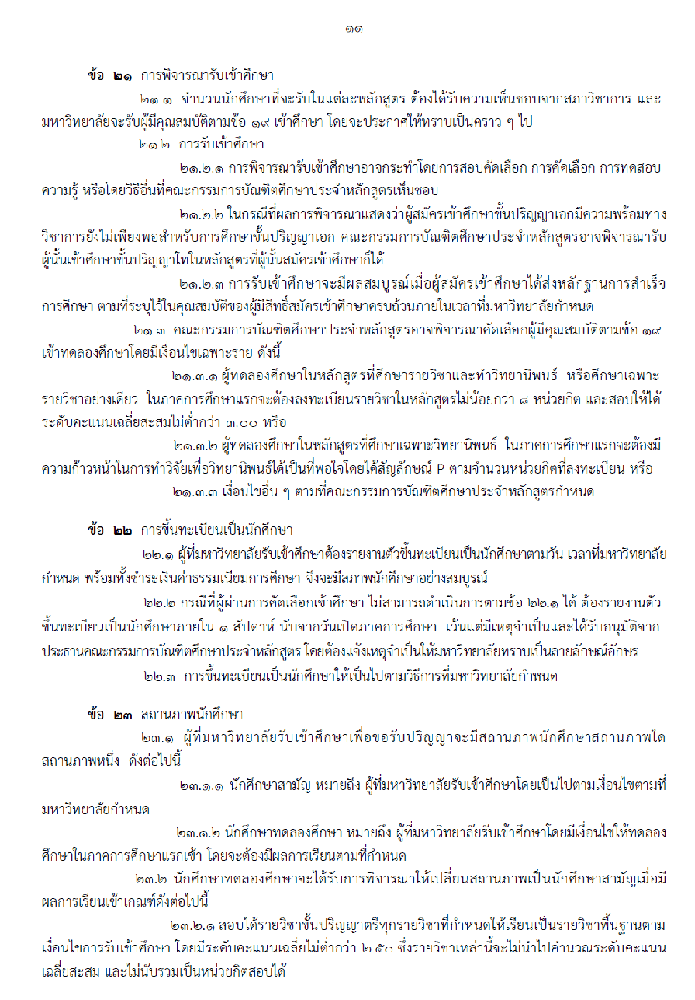 ๑๑
ข้อ ๒๑ การพิจารณารับเข้าศึกษา
๒๑.๑ จำนวนนักศึกษาที่จะรับในแต่ละหลักสูตร ต้องได้รับความเห็นชอบจากสภาวิชาการ และ
มหาวิทยาลัยจะรับผู้มีคุณสมบัติตามข้อ ๑๙ เข้าศึกษา โดยจะประกาศให้ทราบเป็นคราว ๆ ไป
๒๑.๒ การรับเข้าศึกษา
๒๑.๒.๑ การพิจารณารับเข้าศึกษาอาจกระทำโดยการสอบคัดเลือก การคัดเลือก การทดสอบ
ความรู้ หรือโดยวิธีอื่นที่คณะกรรมการบัณฑิตศึกษาประจำหลักสูตรเห็นชอบ
๒๑.๒.๒ ในกรณีที่ผลการพิจารณาแสดงว่าผู้สมัครเข้าศึกษาขั้นปริญญาเอกมีความพร้อมทาง
วิชาการยังไม่เพียงพอสำหรับการศึกษาขั้นปริญญาเอก คณะกรรมการบัณฑิตศึกษาประจำหลักสูตรอาจพิจารณารับ
ผู้นั้นเข้าศึกษาขั้นปริญญาโทในหลักสูตรที่ผู้นั้นสมัครเข้าศึกษาก็ได้
๒๑.๒.๓ การรับเข้าศึกษาจะมีผลสมบูรณ์เมื่อผู้สมัครเข้าศึกษาได้ส่งหลักฐานการสำเร็จ
การศึกษา ตามที่ระบุไว้ในคุณสมบัติของผู้มีสิทธิ์สมัครเข้าศึกษาครบถ้วนภายในเวลาที่มหาวิทยาลัยกำหนด
๒๑.๓ คณะกรรมการบัณฑิตศึกษาประจำหลักสูตรอาจพิจารณาคัดเลือกผู้มีคุณสมบัติตามข้อ ๑๙
เข้าทดลองศึกษาโดยมีเงื่อนไขเฉพาะราย ดังนี้
๒๑.๓.๑ ผู้ทดลองศึกษาในหลักสูตรที่ศึกษารายวิชาและทำวิทยานิพนธ์ หรือศึกษาเฉพาะ
รายวิชาอย่างเดียว ในภาคการศึกษาแรกจะต้องลงทะเบียนรายวิชาในหลักสูตรไม่น้อยกว่า ๘ หน่วยกิต และสอบให้ได้
ระดับคะแนนเฉลี่ยสะสมไม่ต่ำกว่า ๓.๐๐ หรือ
๒๑.๓.๒ ผู้ทดลองศึกษาในหลักสูตรที่ศึกษาเฉพาะวิทยานิพนธ์ ในภาคการศึกษาแรกจะต้องมี
ความก้าวหน้าในการทำวิจัยเพื่อวิทยานิพนธ์ได้เป็นที่พอใจโดยได้สัญลักษณ์ P ตามจำนวนหน่วยกิตที่ลงทะเบียน หรือ
๒๑.๓.๓ เงื่อนไขอื่น ๆ ตามที่คณะกรรมการบัณฑิตศึกษาประจำหลักสูตรกำหนด
ข้อ ๒๒ การขึ้นทะเบียนเป็นนักศึกษา
๒๒.๑ ผู้ที่มหาวิทยาลัยรับเข้าศึกษาต้องรายงานตัวขึ้นทะเบียนเป็นนักศึกษาตามวัน เวลาที่มหาวิทยาลัย
กำหนด พร้อมทั้งชำระเงินค่าธรรมเนียมการศึกษา จึงจะมีสภาพนักศึกษาอย่างสมบูรณ์
๒๒.๒ กรณีที่ผู้ผ่านการคัดเลือกเข้าศึกษา ไม่สามารถดำเนินการตามข้อ ๒๒.๑ ได้ ต้องรายงานตัว
ขึ้นทะเบียนเป็นนักศึกษาภายใน ๑ สัปดาห์ นับจากวันเปิดภาคการศึกษา เว้นแต่มีเหตุจำเป็นและได้รับอนุมัติจาก
ประธานคณะกรรมการบัณฑิตศึกษาประจำหลักสูตร โดยต้องแจ้งเหตุจำเป็นให้มหาวิทยาลัยทราบเป็นลายลักษณ์อักษร
๒๒.๓ การขึ้นทะเบียนเป็นนักศึกษาให้เป็นไปตามวิธีการที่มหาวิทยาลัยกำหนด
ข้อ ๒๓ สถานภาพนักศึกษา
๒๓.๑ ผู้ที่มหาวิทยาลัยรับเข้าศึกษาเพื่อขอรับปริญญาจะมีสถานภาพนักศึกษาสถานภาพใด
สถานภาพหนึ่ง ดังต่อไปนี้
๒๓.๑.๑ นักศึกษาสามัญ หมายถึง ผู้ที่มหาวิทยาลัยรับเข้าศึกษาโดยเป็นไปตามเงื่อนไขตามที่
มหาวิทยาลัยกำหนด
๒๓.๑.๒ นักศึกษาทดลองศึกษา หมายถึง ผู้ที่มหาวิทยาลัยรับเข้าศึกษาโดยมีเงื่อนไขให้ทดลอง
ศึกษาในภาคการศึกษาแรกเข้า โดยจะต้องมีผลการเรียนตามที่กำหนด
๒๓.๒ นักศึกษาทดลองศึกษาจะได้รับการพิจารณาให้เปลี่ยนสถานภาพเป็นนักศึกษาสามัญเมื่อมี
ผลการเรียนเข้าเกณฑ์ดังต่อไปนี้
๒๓.๒.๑ สอบได้รายวิชาขั้นปริญญาตรีทุกรายวิชาที่กำหนดให้เรียนเป็นรายวิชาพื้นฐานตาม
เงื่อนไขการรับเข้าศึกษา โดยมีระดับคะแนนเฉลี่ยไม่ต่ำกว่า ๒.๕๐ ซึ่งรายวิชาเหล่านี้จะไม่นำไปคำนวณระดับคะแนน
เฉลี่ยสะสม และไม่นับรวมเป็นหน่วยกิตสอบได้